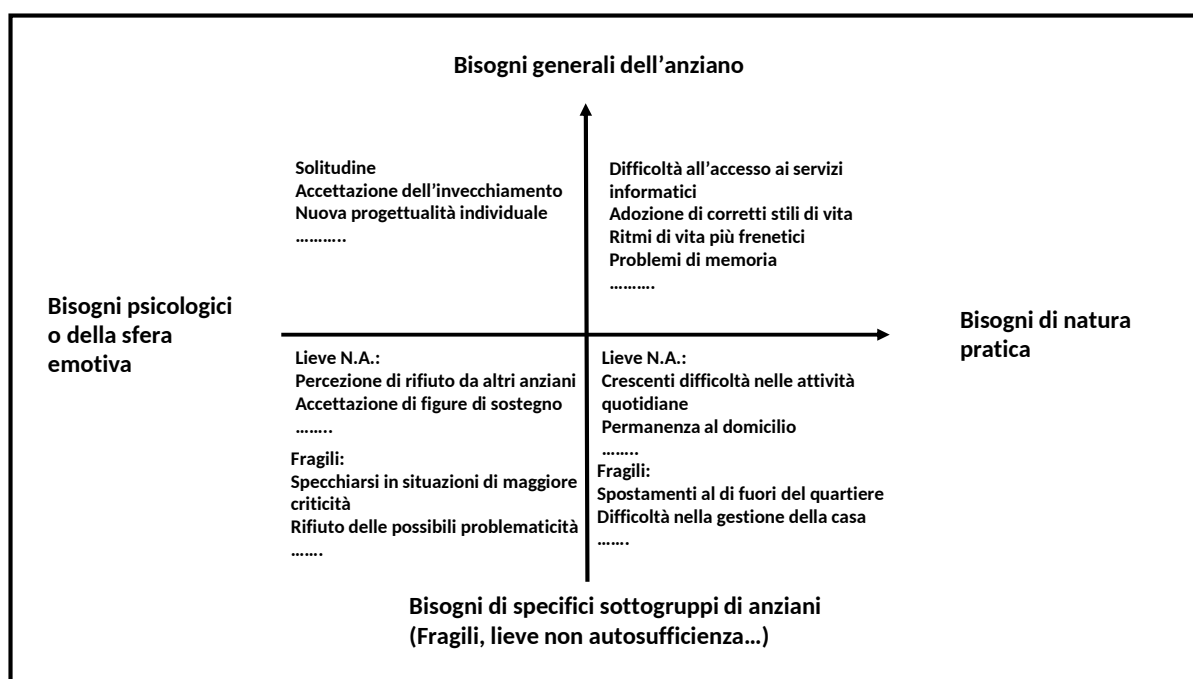 Bisogni generali dell’anziano
Solitudine
Accettazione dell’invecchiamento
Nuova progettualità individuale
………..
Difficoltà all’accesso ai servizi
informatici
Adozione di corretti stili di vita
Ritmi di vita più frenetici
Problemi di memoria
……….
Bisogni psicologici
o della sfera
emotiva
Bisogni di natura
pratica
Lieve N.A.:
Percezione di rifiuto da altri anziani
Accettazione di figure di sostegno
……..
Fragili:
Specchiarsi in situazioni di maggiore
criticità
Rifiuto delle possibili problematicità
…….
Lieve N.A.:
Crescenti difficoltà nelle attività
quotidiane
Permanenza al domicilio
……..
Fragili:
Spostamenti al di fuori del quartiere
Difficoltà nella gestione della casa
…….
Bisogni di specifici sottogruppi di anziani
(Fragili, lieve non autosufficienza…)